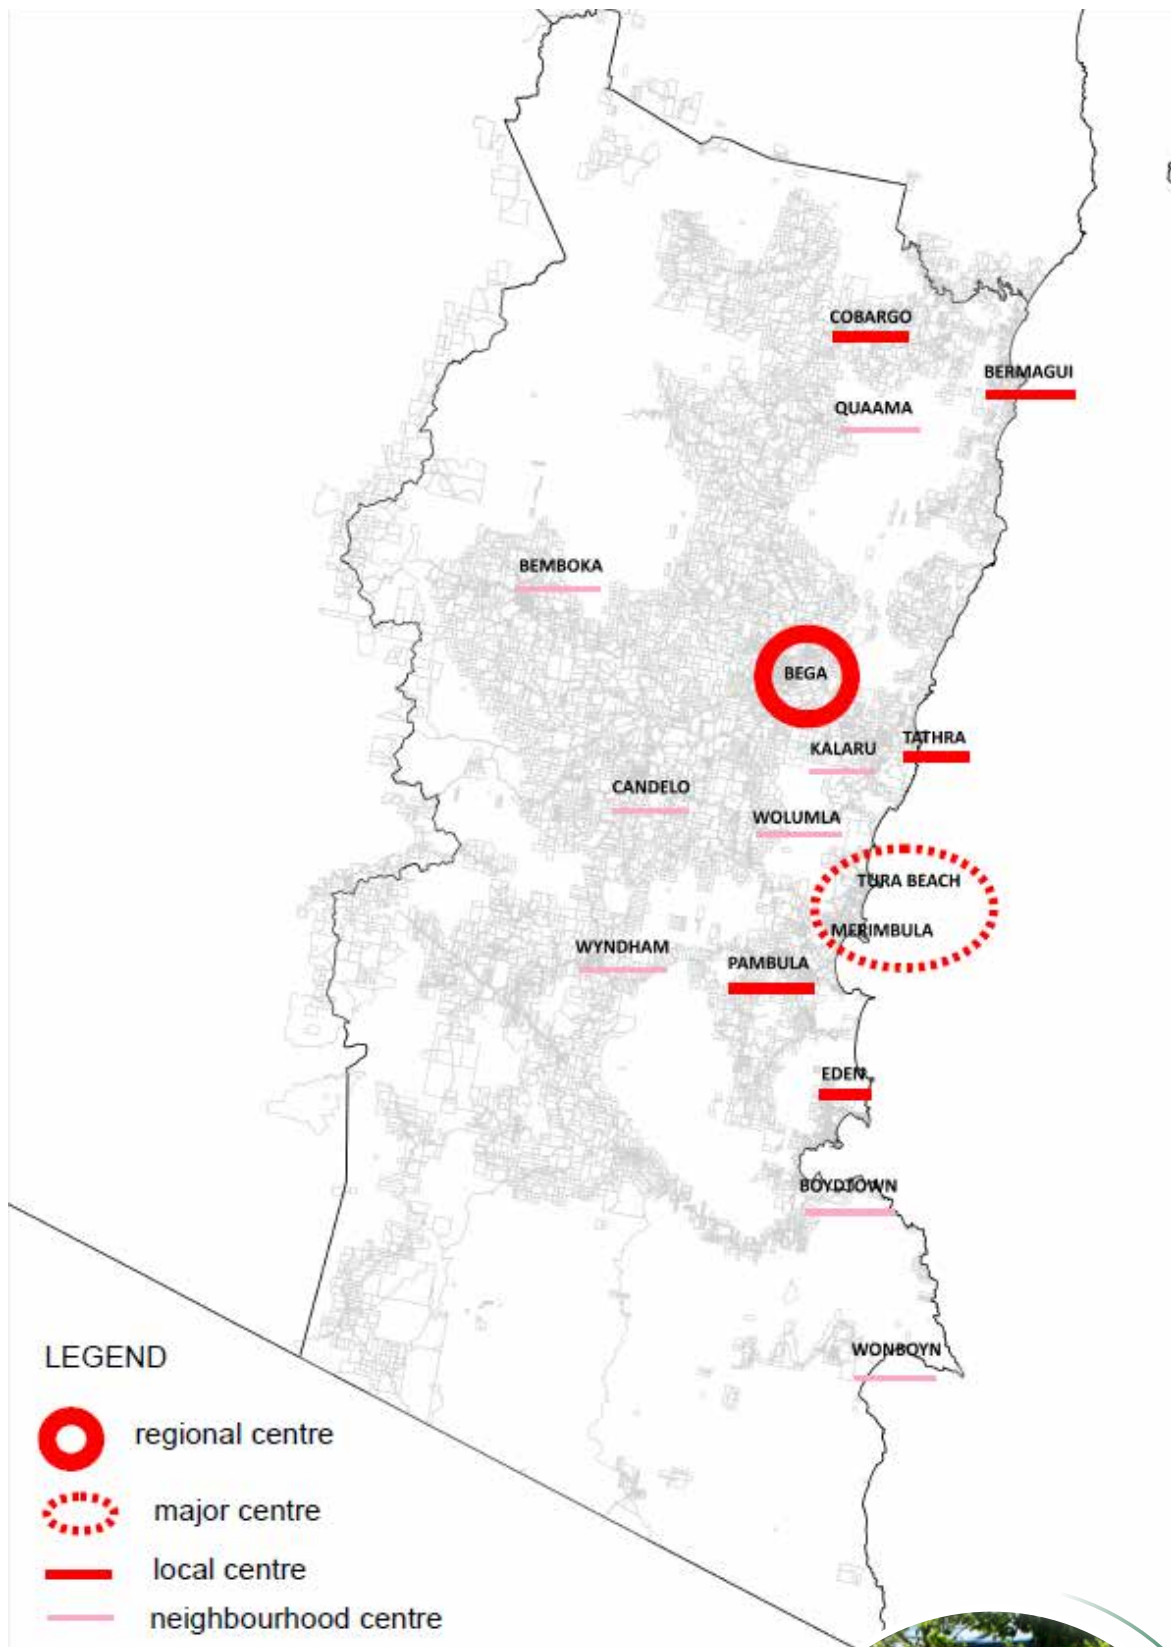 COBARGO
BERMAGUI
QUAAMA
BEMBOKA
BEGA
TATHRA
KALARU
CANDELO
WOLUMLA
TURA BEACH
MERIMBULA
WYNDHAM
PAMBULA
EDEN
BOYDTOWN
WONBOYN
LEGEND
regional centre
major centre
local centre
neighbourhood centre